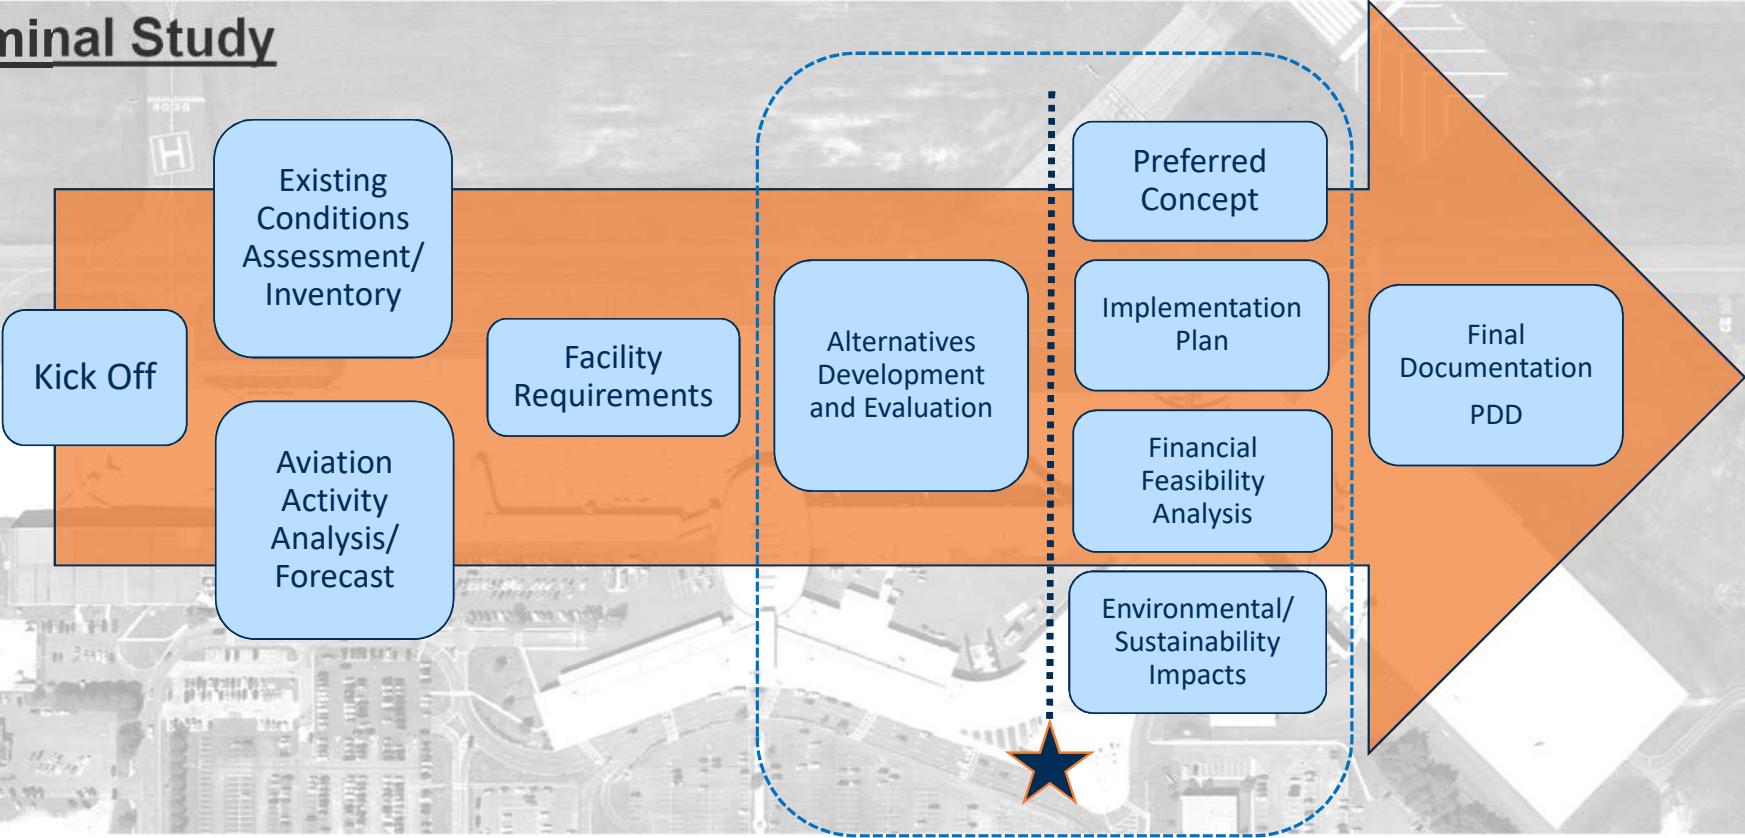 minal Study
Kick Off
Existing
Conditions
Assessment/
Inventory
Aviation
Activity
Analysis/
Forecast
Facility
Requirements
Alternatives
Development
and Evaluation
Preferred
Concept
Implementation
Plan
Financial
Feasibility
Analysis
Environmental/
Sustainability
Impacts
Final
Documentation
PDD
H